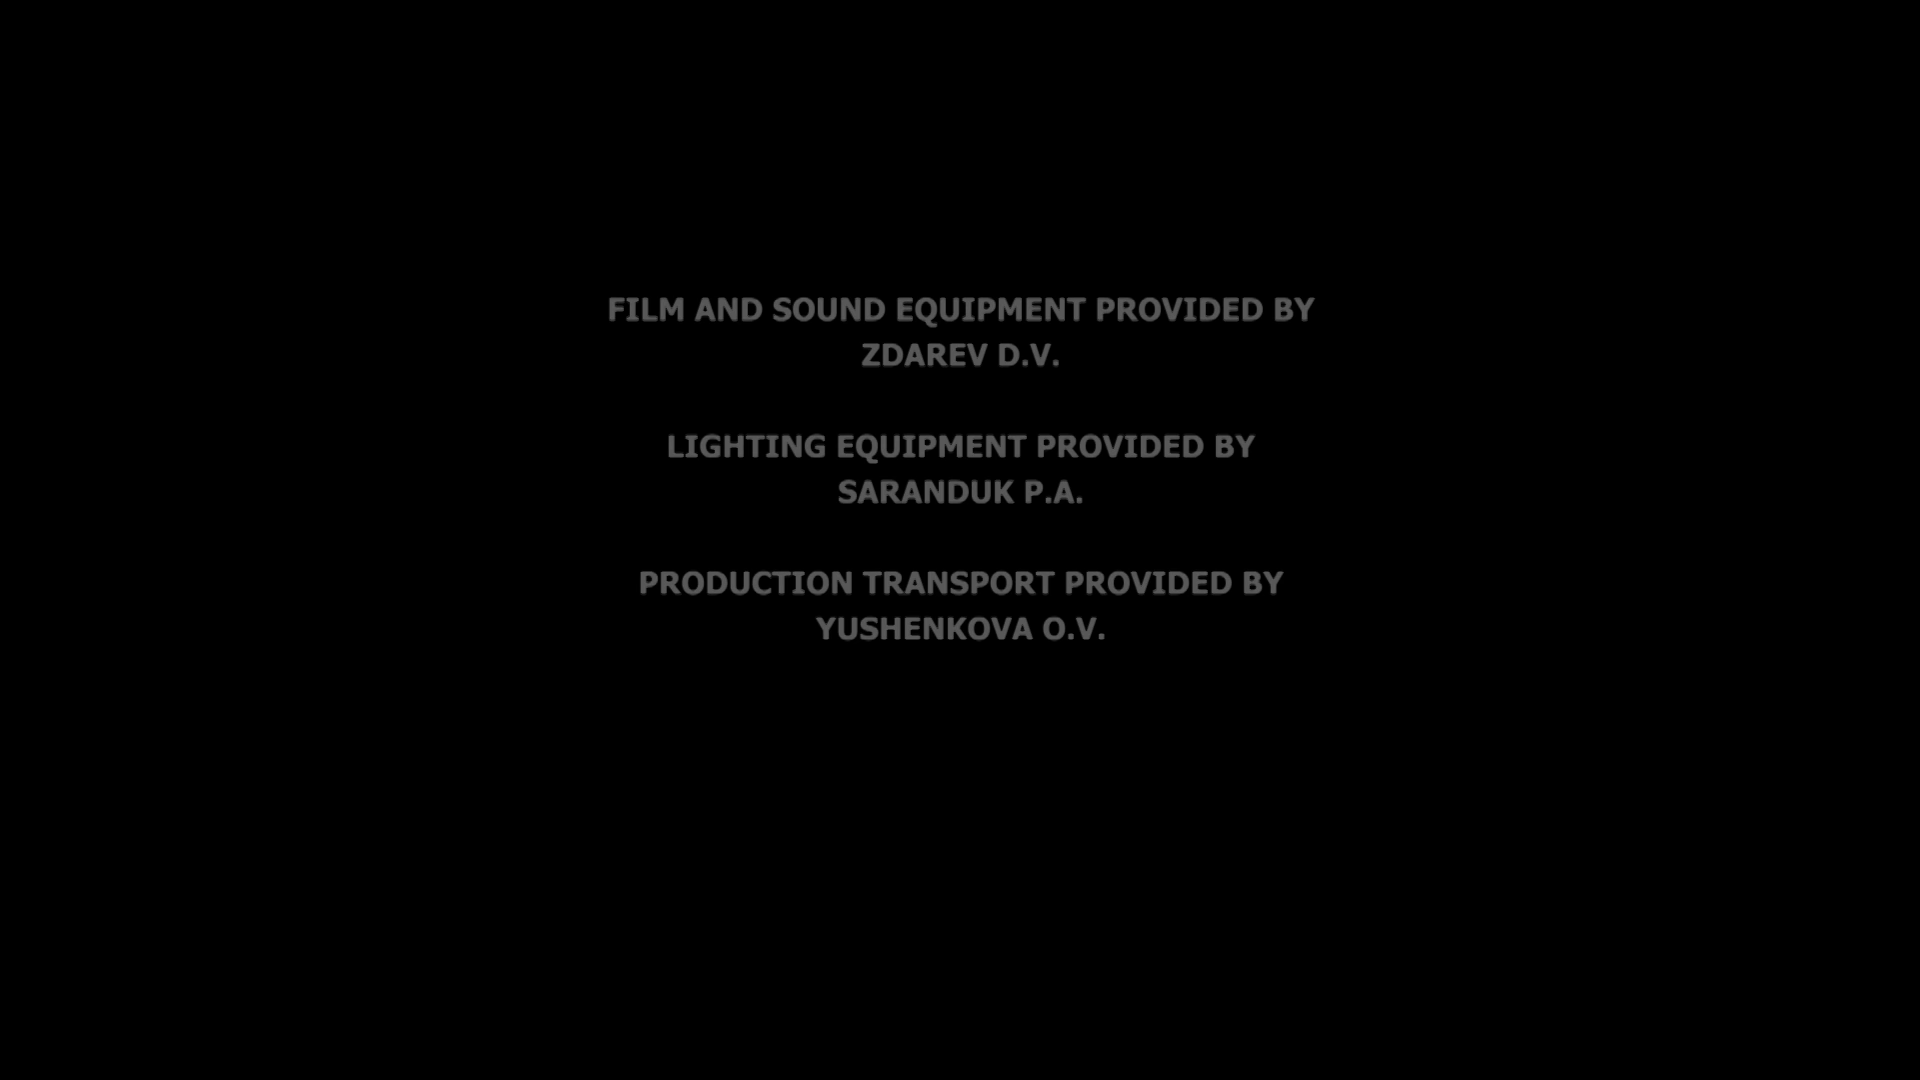 FILM AND SOUND EQUIPMENT PROVIDED BY
ZDAREV D.V.
LIGHTING EQUIPMENT PROVIDED BY
SARANDUK P.A.
PRODUCTION TRANSPORT PROVIDED BY
YUSHENKOVA O.V.